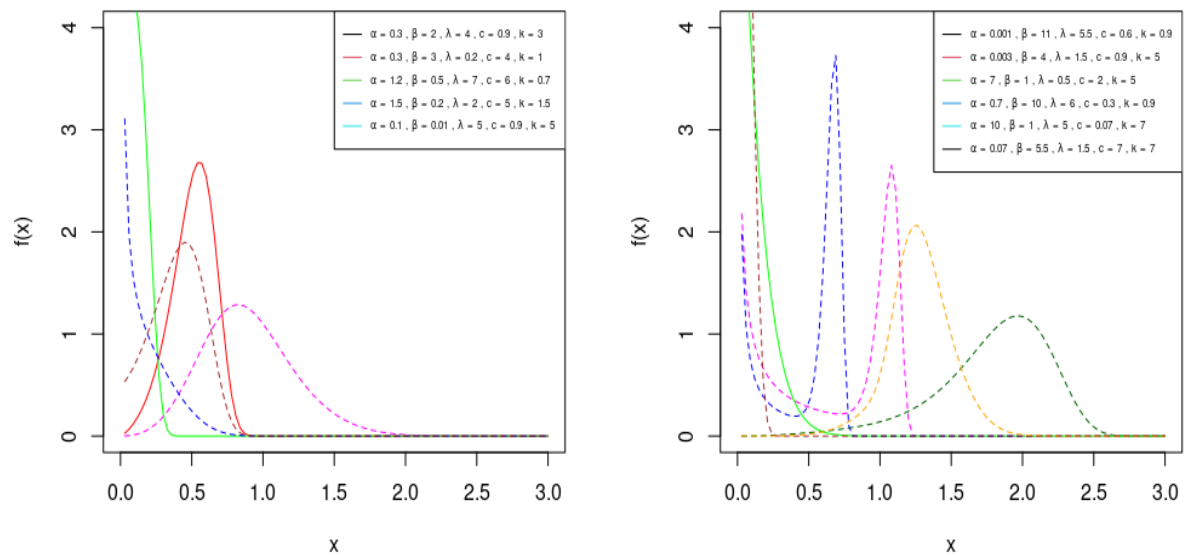 α = 0.3 , β = 2 , λ = 4 , c = 0.9 , k = 3
α = 0.3 , β = 3 , λ = 0.2 , c = 4 , k = 1
α = 1.2 , β = 0.5 , λ = 7 , c = 6 , k = 0.7
α = 1.5 , β = 0.2 , λ = 2 , c = 5 , k = 1.5
α = 0.1 , β = 0.01 , λ = 5 , c = 0.9 , k = 5
f(x)
4
3
2
1
0
0.0 0.5 1.0 1.5 2.0 2.5 3.0
x
α = 0.001 , β = 11 , λ = 5.5 , c = 0.6 , k = 0.9
α = 0.003 , β = 4 , λ = 1.5 , c = 0.9 , k = 5
α = 7 , β = 1 , λ = 0.5 , c = 2 , k = 5
α = 0.7 , β = 10 , λ = 6 , c = 0.3 , k = 0.9
α = 10 , β = 1 , λ = 5 , c = 0.07 , k = 7
α = 0.07 , β = 5.5 , λ = 1.5 , c = 7 , k = 7
f(x)
4
3
2
1
0
0.0 0.5 1.0 1.5 2.0 2.5 3.0
x